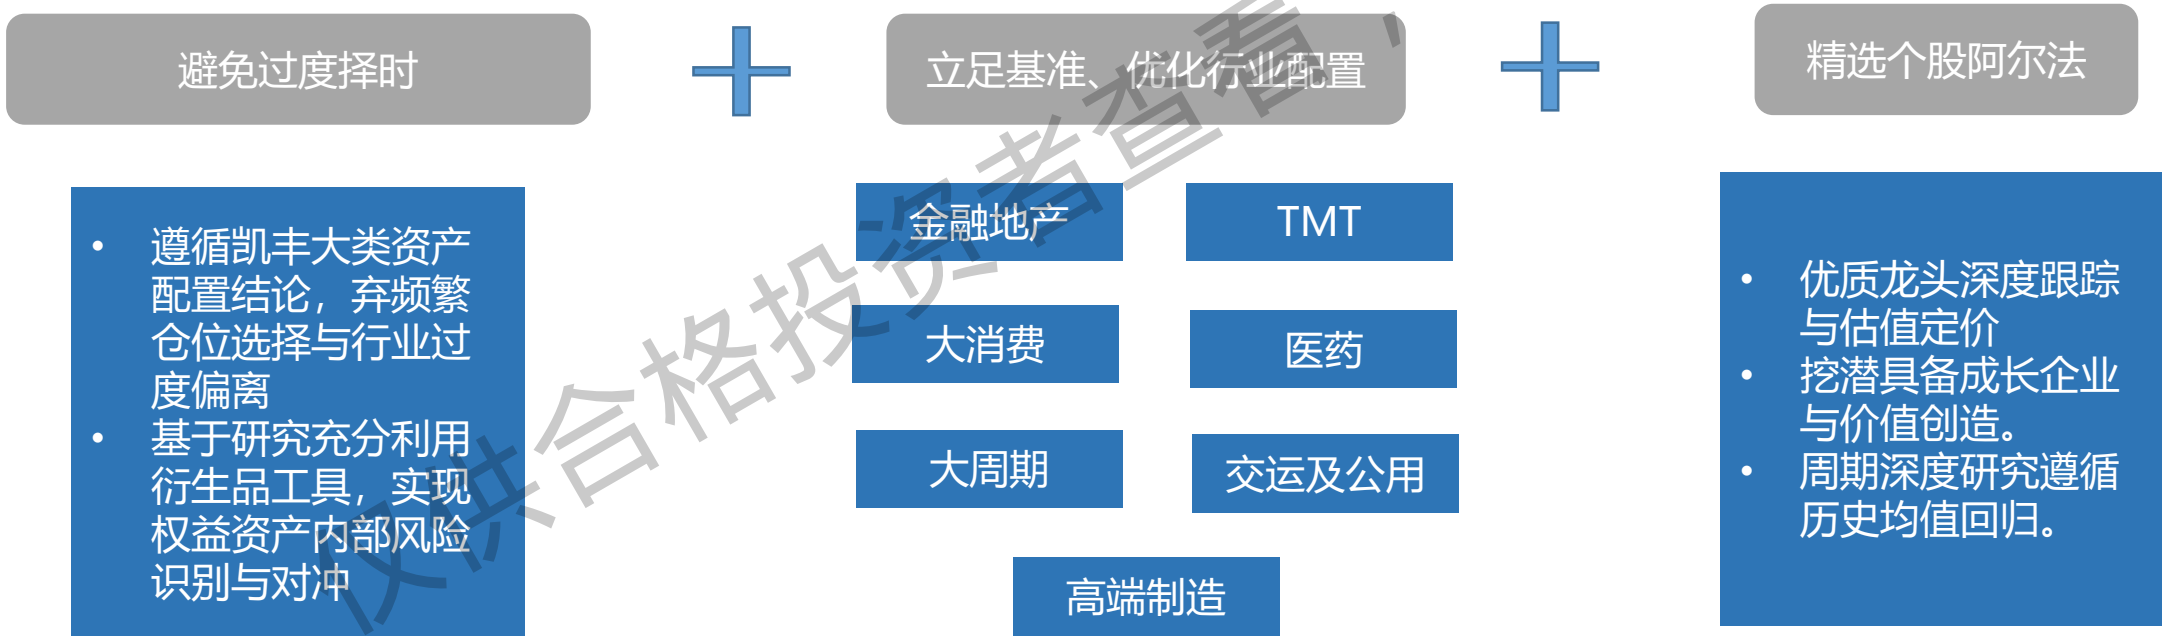 避免过度择时
立足基准、优化行业配置
精选个股阿尔法
• 遵循凯丰大类资产
配置结论，弃频繁
仓位选择与行业过
度偏离
• 基于研究充分利用
衍生品工具，实现
权益资产内部风险
识别与对冲
金融地产
TMT
大消费
医药
大周期
交运及公用
高端制造
• 优质龙头深度跟踪
与估值定价
• 挖潜具备成长企业
与价值创造。
• 周期深度研究遵循
历史均值回归。
仅供合格投资者查看，